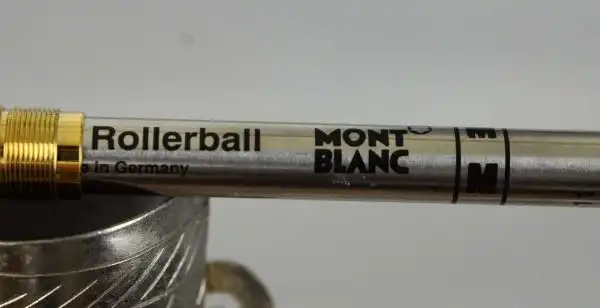 Rollerball
In Germany
MONT
BLANC
M
M